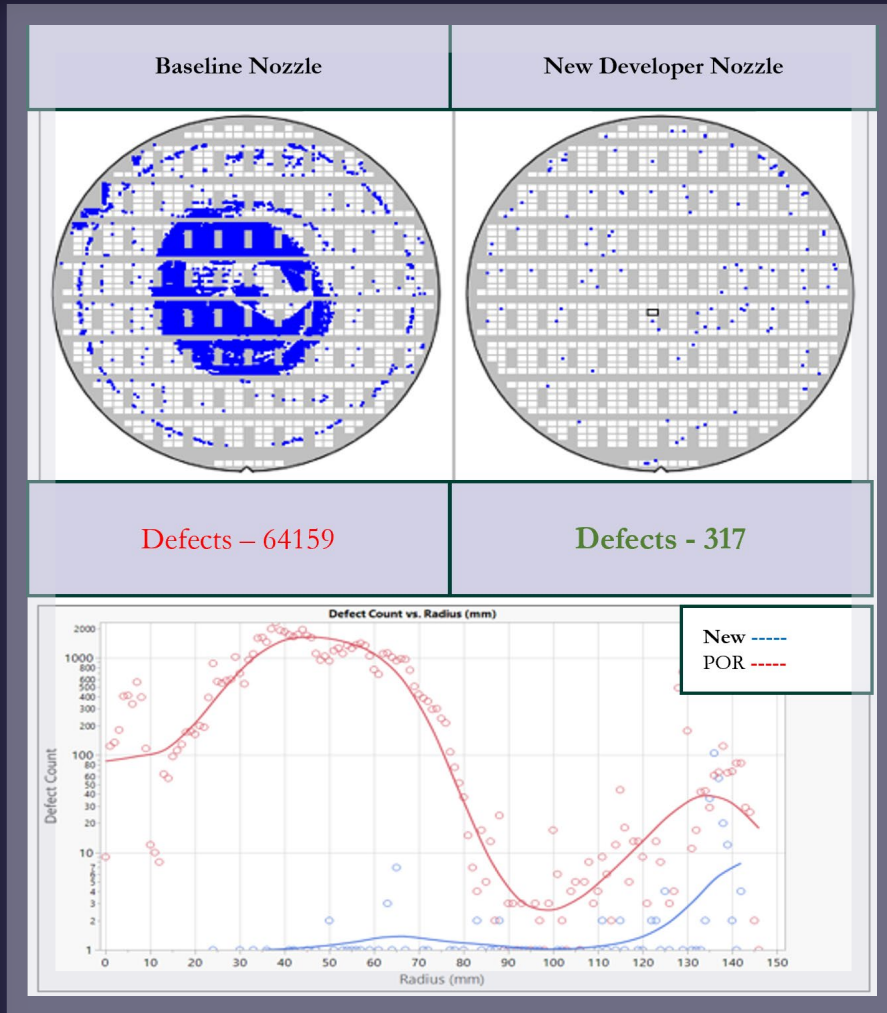 Baseline Nozzle
New Developer Nozzle
Defects – 64159
Defects - 317
Defect Count vs. Radius (mm)
New -----
POR -----
Defect Count
2000
1000
800
600
500
400
300
200
100
80
60
50
40
30
20
10
7
6
5
4
3
2
1
0 10 20 30 40 50 60 70 80 90 100 110 120 130 140 150
Radius (mm)